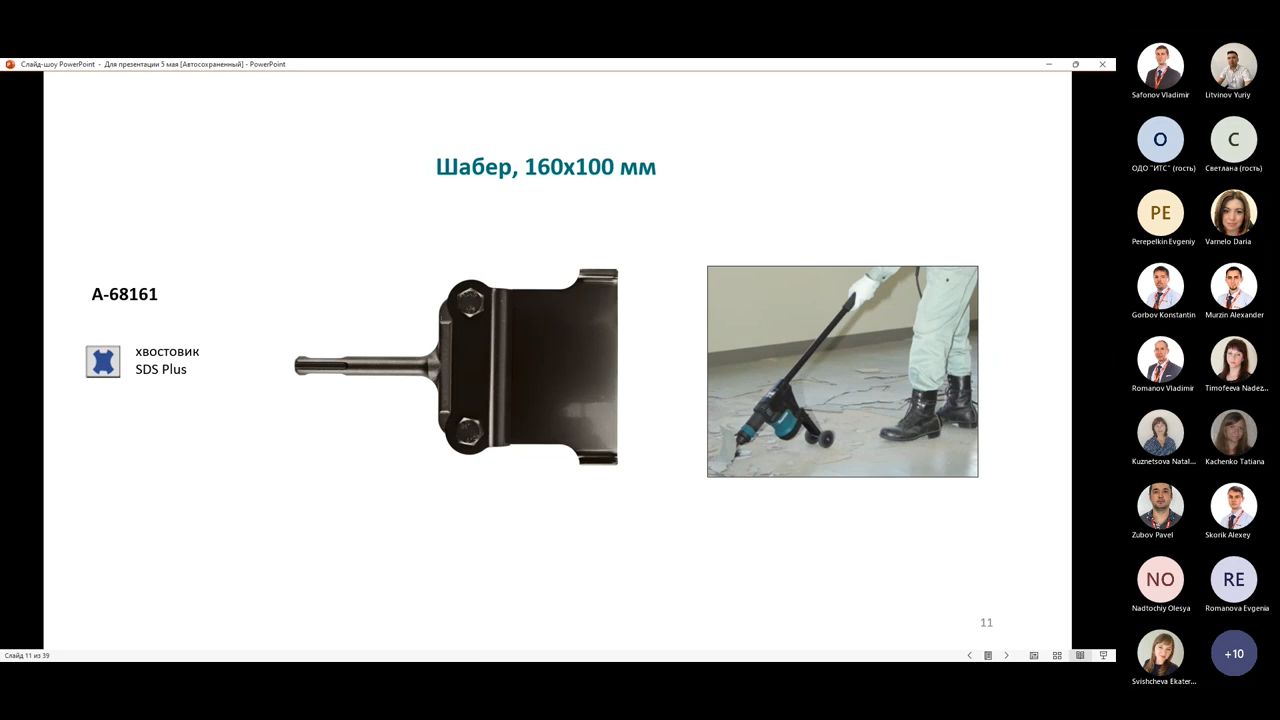 Слайд-шоу PowerPoint - Для презентации 5 мая [Автосохраненный] - PowerPoint
Шабер, 160х100 мм
A-68161
хвостовик
SDS Plus
11
Слайд 11 из 39
Safonov Vladimir
Litvinov Yuriy
О
С
ОДО "ИТС" (гость)
Светлана (гость)
PE
Perepelkin Evgeniy
Varnelo Daria
Gorbov Konstantin
Murzin Alexander
Romanov Vladimir
Timofeeva Nadez...
Kuznetsova Natal...
Kachenko Tatiana
Zubov Pavel
Skorik Alexey
NO
RE
Nadtochiy Olesya
Romanova Evgenia
+10
Svishcheva Ekater...